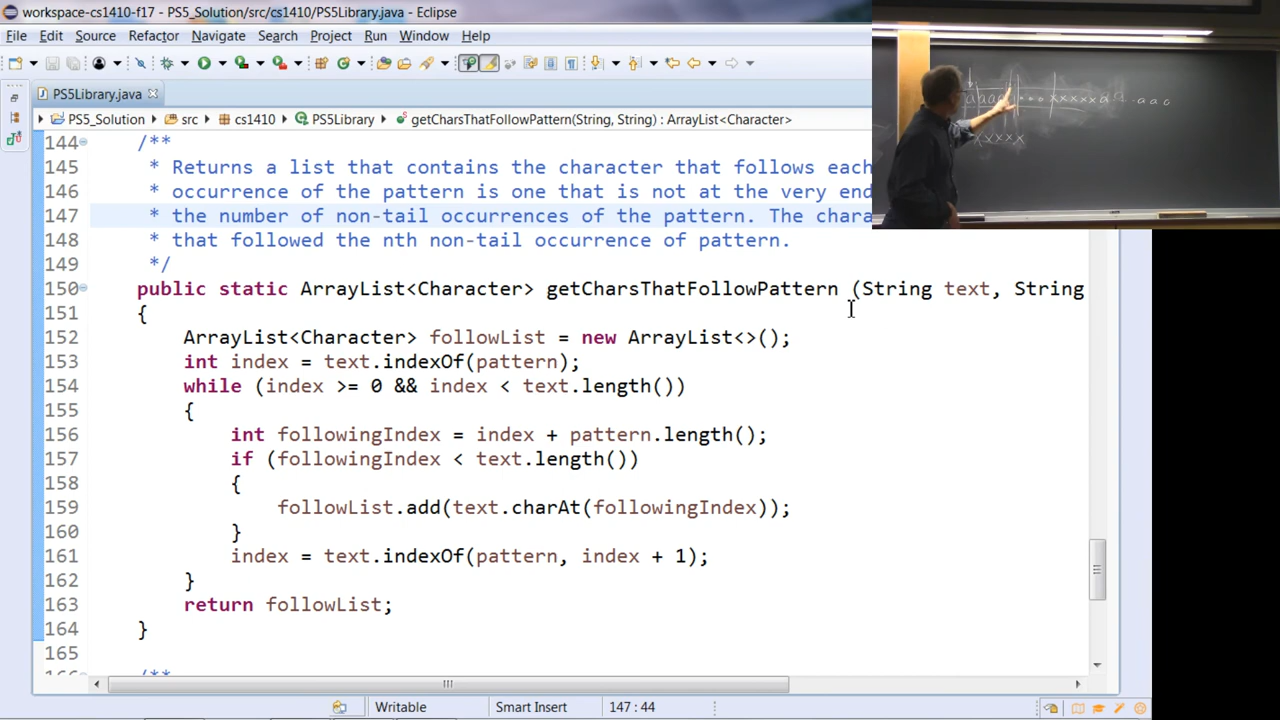 workspace-cs1410-f17 - PS5_Solution/src/cs1410/PS5Library.java - Eclipse
File Edit Source Refactor Navigate Search Project Run Window Help
PS5Library.java
PS5_Solution src cs1410 PS5Library getCharsThatFollowPattern(String, String) : ArrayList<Character>
144 /**
145 * Returns a list that contains the character that follows each
146 * occurrence of the pattern is one that is not at the very end
147 * the number of non-tail occurrences of the pattern. The chara
148 * that followed the nth non-tail occurrence of pattern.
149 */
150 public static ArrayList<Character> getCharsThatFollowPattern (String text, String
151 {
152 ArrayList<Character> followList = new ArrayList<>();
153 int index = text.indexOf(pattern);
154 while (index >= 0 && index < text.length())
155 {
156 int followingIndex = index + pattern.length();
157 if (followingIndex < text.length())
158 {
159 followList.add(text.charAt(followingIndex));
160 }
161 index = text.indexOf(pattern, index + 1);
162 }
163 return followList;
164 }
165
166 /**
Writable Smart Insert 147 : 44